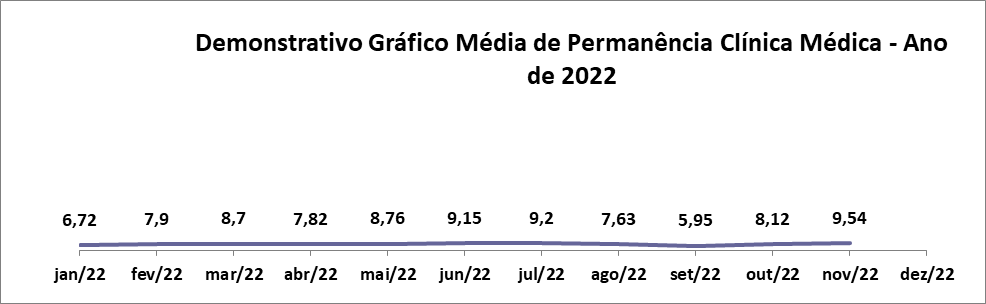 Demonstrativo Gráfico Média de Permanência Clínica Médica - Ano
de 2022
6,72 7,9 8,7 7,82 8,76 9,15 9,2 7,63 5,95 8,12 9,54
jan/22 fev/22 mar/22 abr/22 mai/22 jun/22 jul/22 ago/22 set/22 out/22 nov/22 dez/22